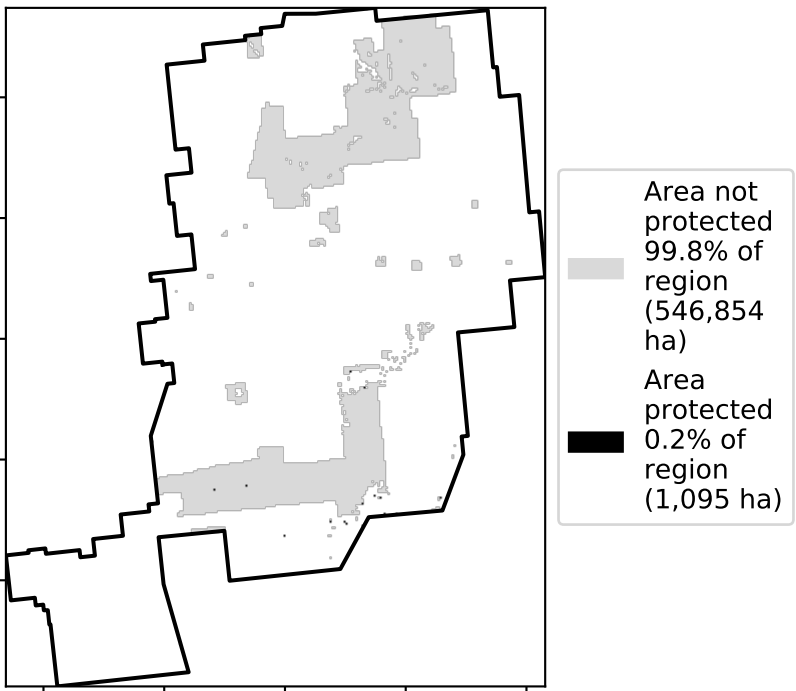 Area not
protected
99.8% of
region
(546,854
ha)
Area
protected
0.2% of
region
(1,095 ha)